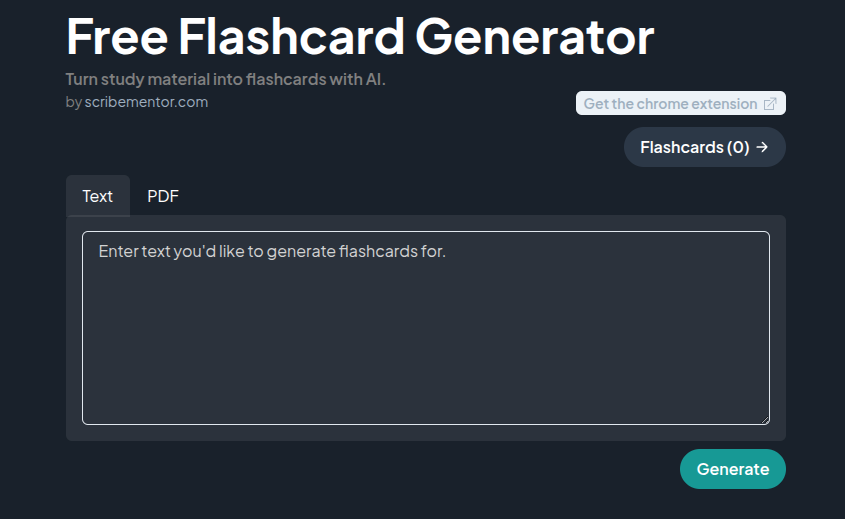 Free Flashcard Generator
Turn study material into flashcards with AI.
by scribementor.com
Get the chrome extension
Flashcards (0) →
Text
PDF
Enter text you'd like to generate flashcards for.
Generate